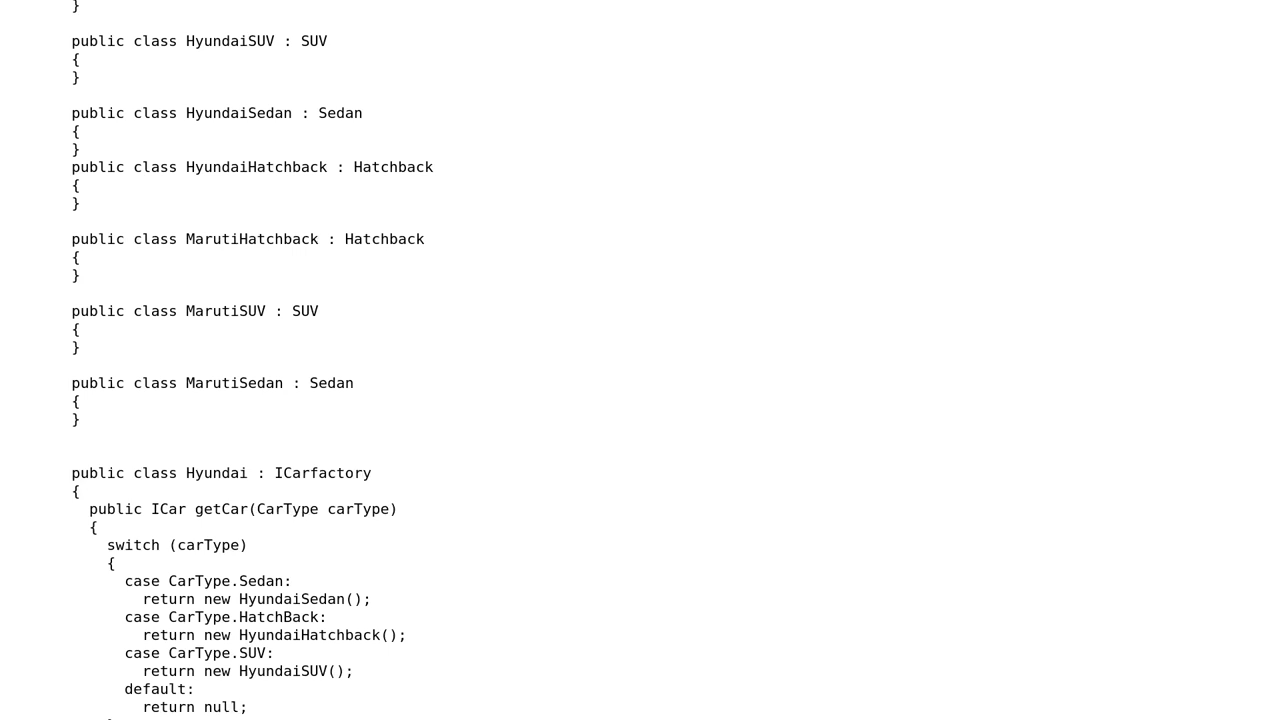 }
public class HyundaiSUV : SUV
{
}
public class HyundaiSedan : Sedan
{
}
public class HyundaiHatchback : Hatchback
{
}
public class MarutiHatchback : Hatchback
{
}
public class MarutiSUV : SUV
{
}
public class MarutiSedan : Sedan
{
}
public class Hyundai : ICarfactory
{
public ICar getCar(CarType carType)
{
switch (carType)
{
case CarType.Sedan:
return new HyundaiSedan();
case CarType.HatchBack:
return new HyundaiHatchback();
case CarType.SUV:
return new HyundaiSUV();
default:
return null;